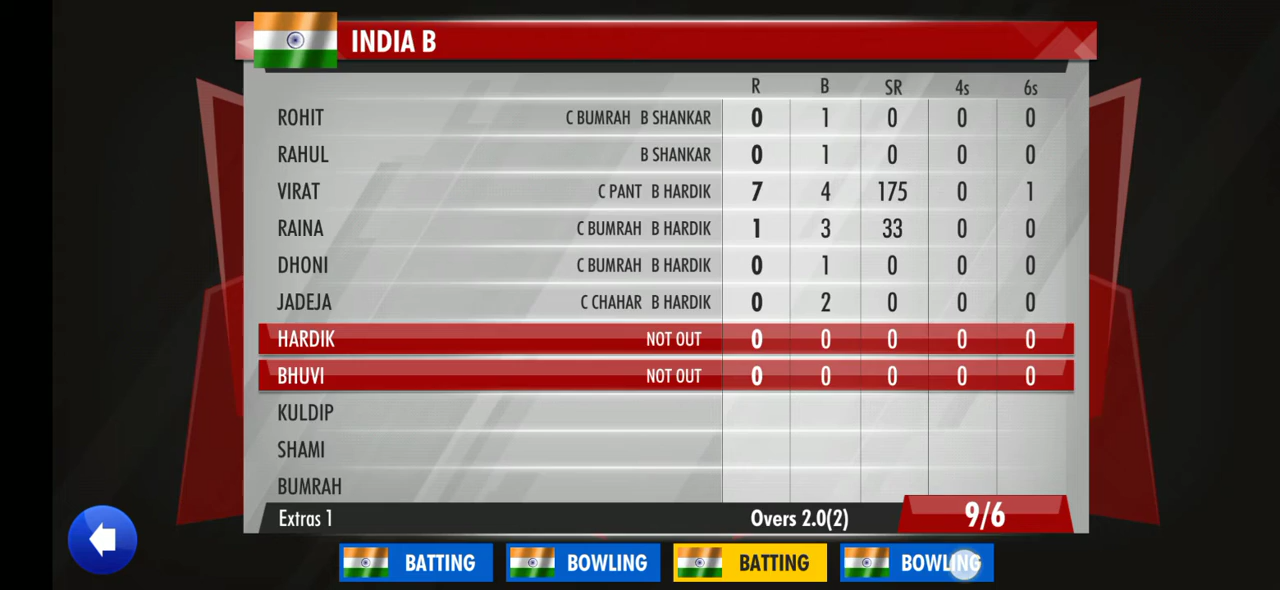 INDIA B
R B SR 4s 6s
ROHIT C BUMRAH B SHANKAR 0 1 0 0 0
RAHUL B SHANKAR 0 1 0 0 0
VIRAT C PANT B HARDIK 7 4 175 0 1
RAINA C BUMRAH B HARDIK 1 3 33 0 0
DHONI C BUMRAH B HARDIK 0 1 0 0 0
JADEJA C CHAHAR B HARDIK 0 2 0 0 0
HARDIK NOT OUT 0 0 0 0 0
BHUVI NOT OUT 0 0 0 0 0
KULDIP
SHAMI
BUMRAH
Extras 1 Overs 2.0(2) 9/6
BATTING BOWLING BATTING BOWLING